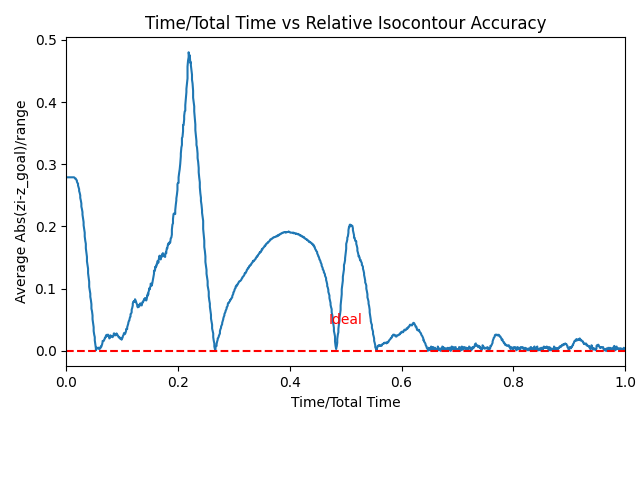 Time/Total Time vs Relative Isocontour Accuracy
Average Abs(zi-z_goal)/range
0.5
0.4
0.3
0.2
0.1
0.0
Ideal
0.0 0.2 0.4 0.6 0.8 1.0
Time/Total Time